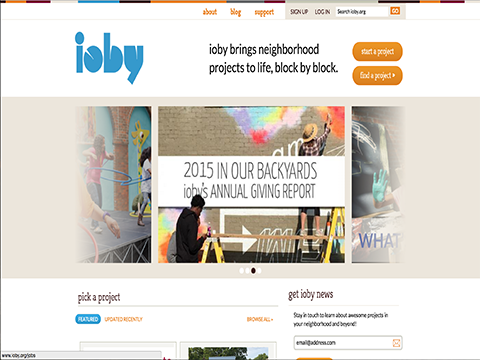 about blog support SIGN UP LOG IN Search ioby.org GO
ioby
ioby brings neighborhood
projects to life, block by block.
start a project
find a project >
am
2015 IN OUR BACKYARDS
ioby's ANNUAL GIVING REPORT
WHAT
pick a project
FEATURED UPDATED RECENTLY BROWSE ALL >
get ioby news
Stay in touch to learn about awesome projects in
your neighborhood and beyond!
email@address.com
www.ioby.org/jobs